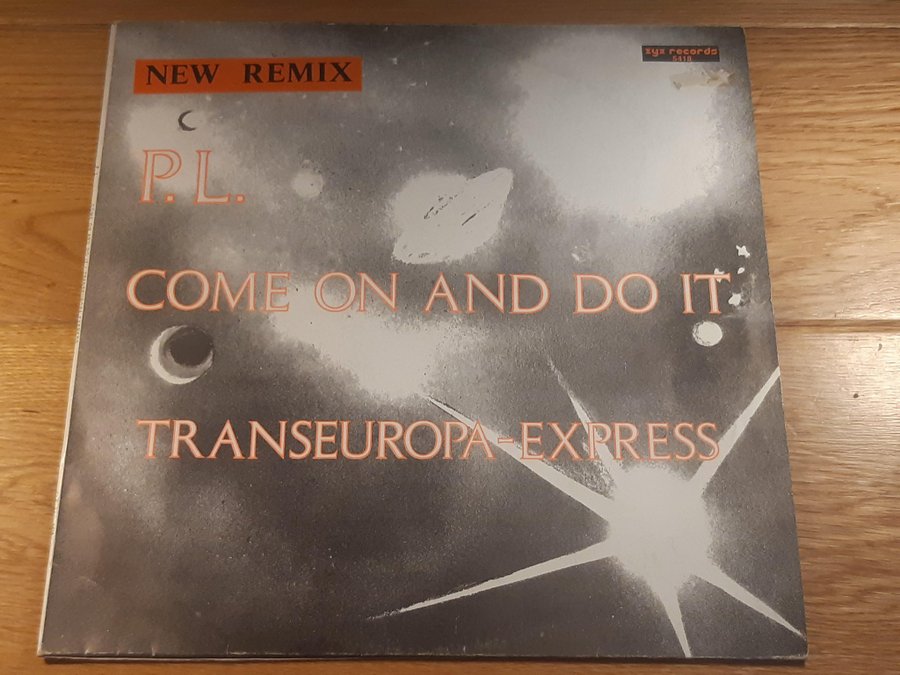 NEW REMIX
zyx records
5418
P.L.
COME ON AND DO IT
TRANSEUROPA-EXPRESS